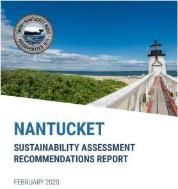 NANTUCKET
SUSTAINABILITY ASSESSMENT
RECOMMENDATIONS REPORT
FEBRUARY 2020